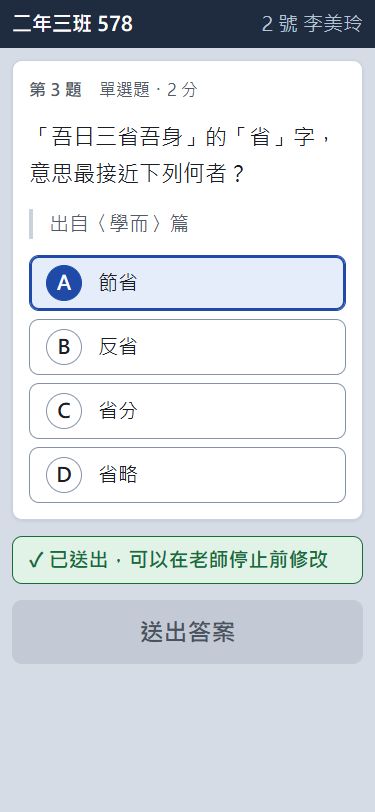 二年三班 578
2 號 李美玲
第 3 題 單選題 · 2 分
「吾日三省吾身」的「省」字，
意思最接近下列何者？
出自〈學而〉篇
A 節省
B 反省
C 省分
D 省略
✓ 已送出，可以在老師停止前修改
送出答案